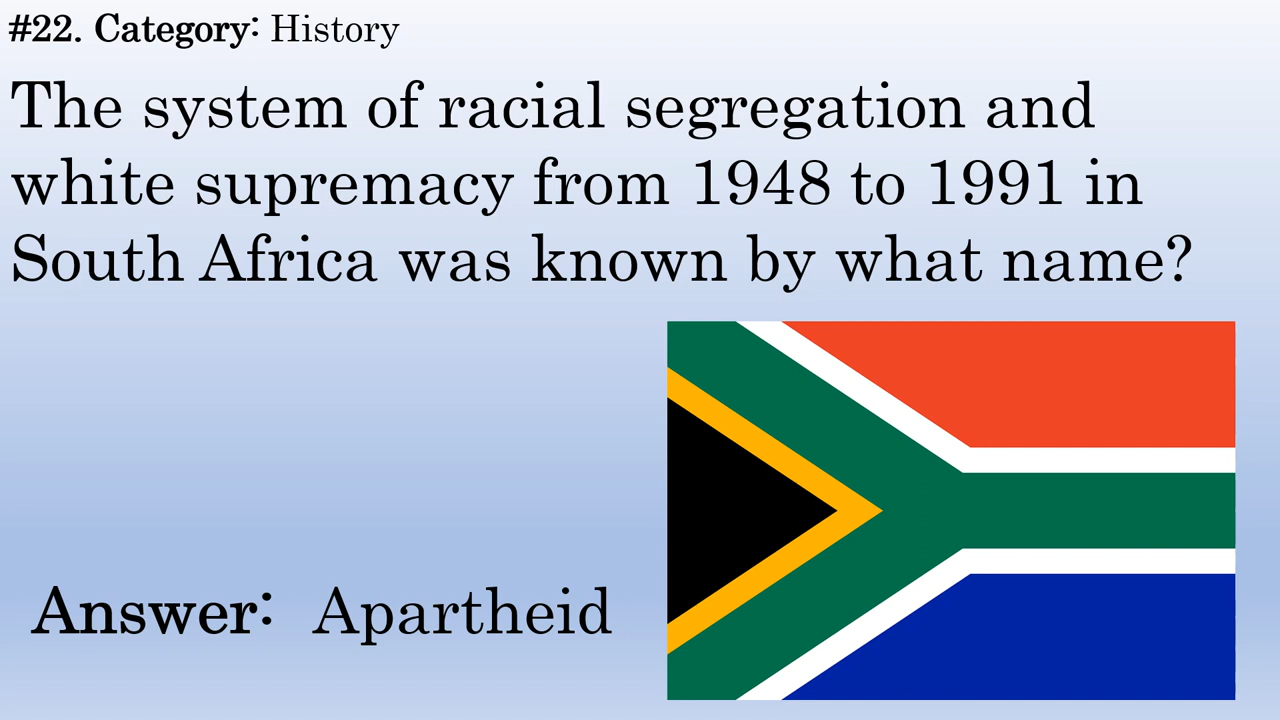 #22. Category: History
The system of racial segregation and
white supremacy from 1948 to 1991 in
South Africa was known by what name?
Answer: Apartheid